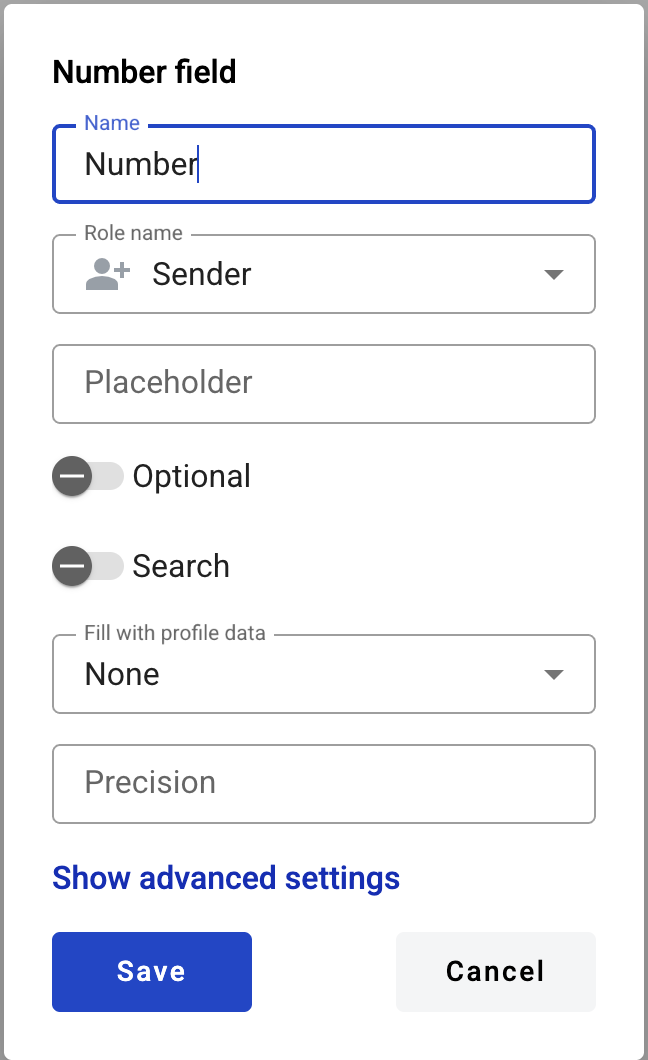 Number field
Name
Number
Role name
Sender
Placeholder
Optional
Search
Fill with profile data
None
Precision
Show advanced settings
Save
Cancel